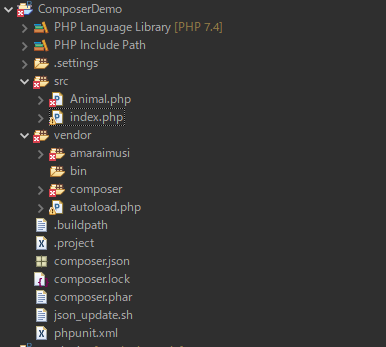 ComposerDemo
PHP Language Library [PHP 7.4]
PHP Include Path
.settings
src
Animal.php
index.php
vendor
amaraimusi
bin
composer
autoload.php
.buildpath
.project
composer.json
composer.lock
composer.phar
json_update.sh
phpunit.xml